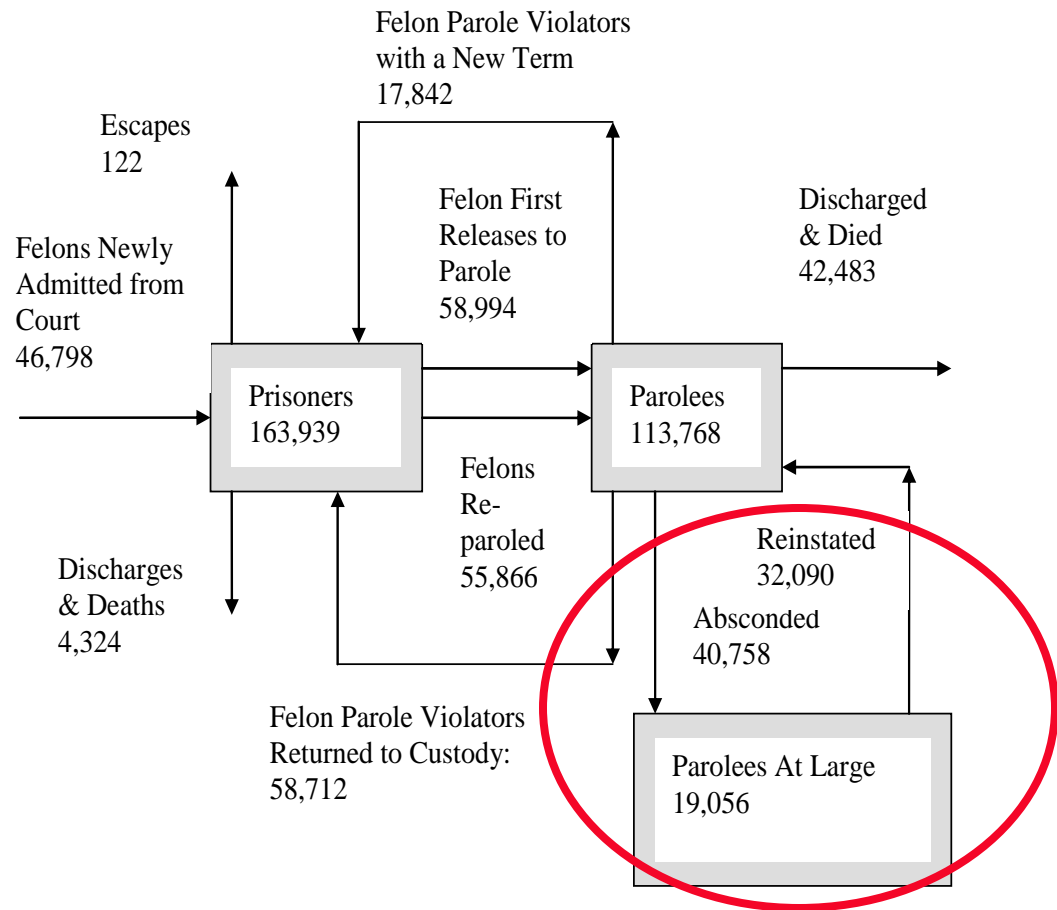 Felon Parole Violators
with a New Term
17,842
Escapes
122
Felon First
Releases to
Parole
58,994
Discharged
& Died
42,483
Felons Newly
Admitted from
Court
46,798
Prisoners
163,939
Parolees
113,768
Felons
Re-
paroled
55,866
Reinstated
32,090
Discharges
& Deaths
4,324
Absconded
40,758
Felon Parole Violators
Returned to Custody:
58,712
Parolees At Large
19,056